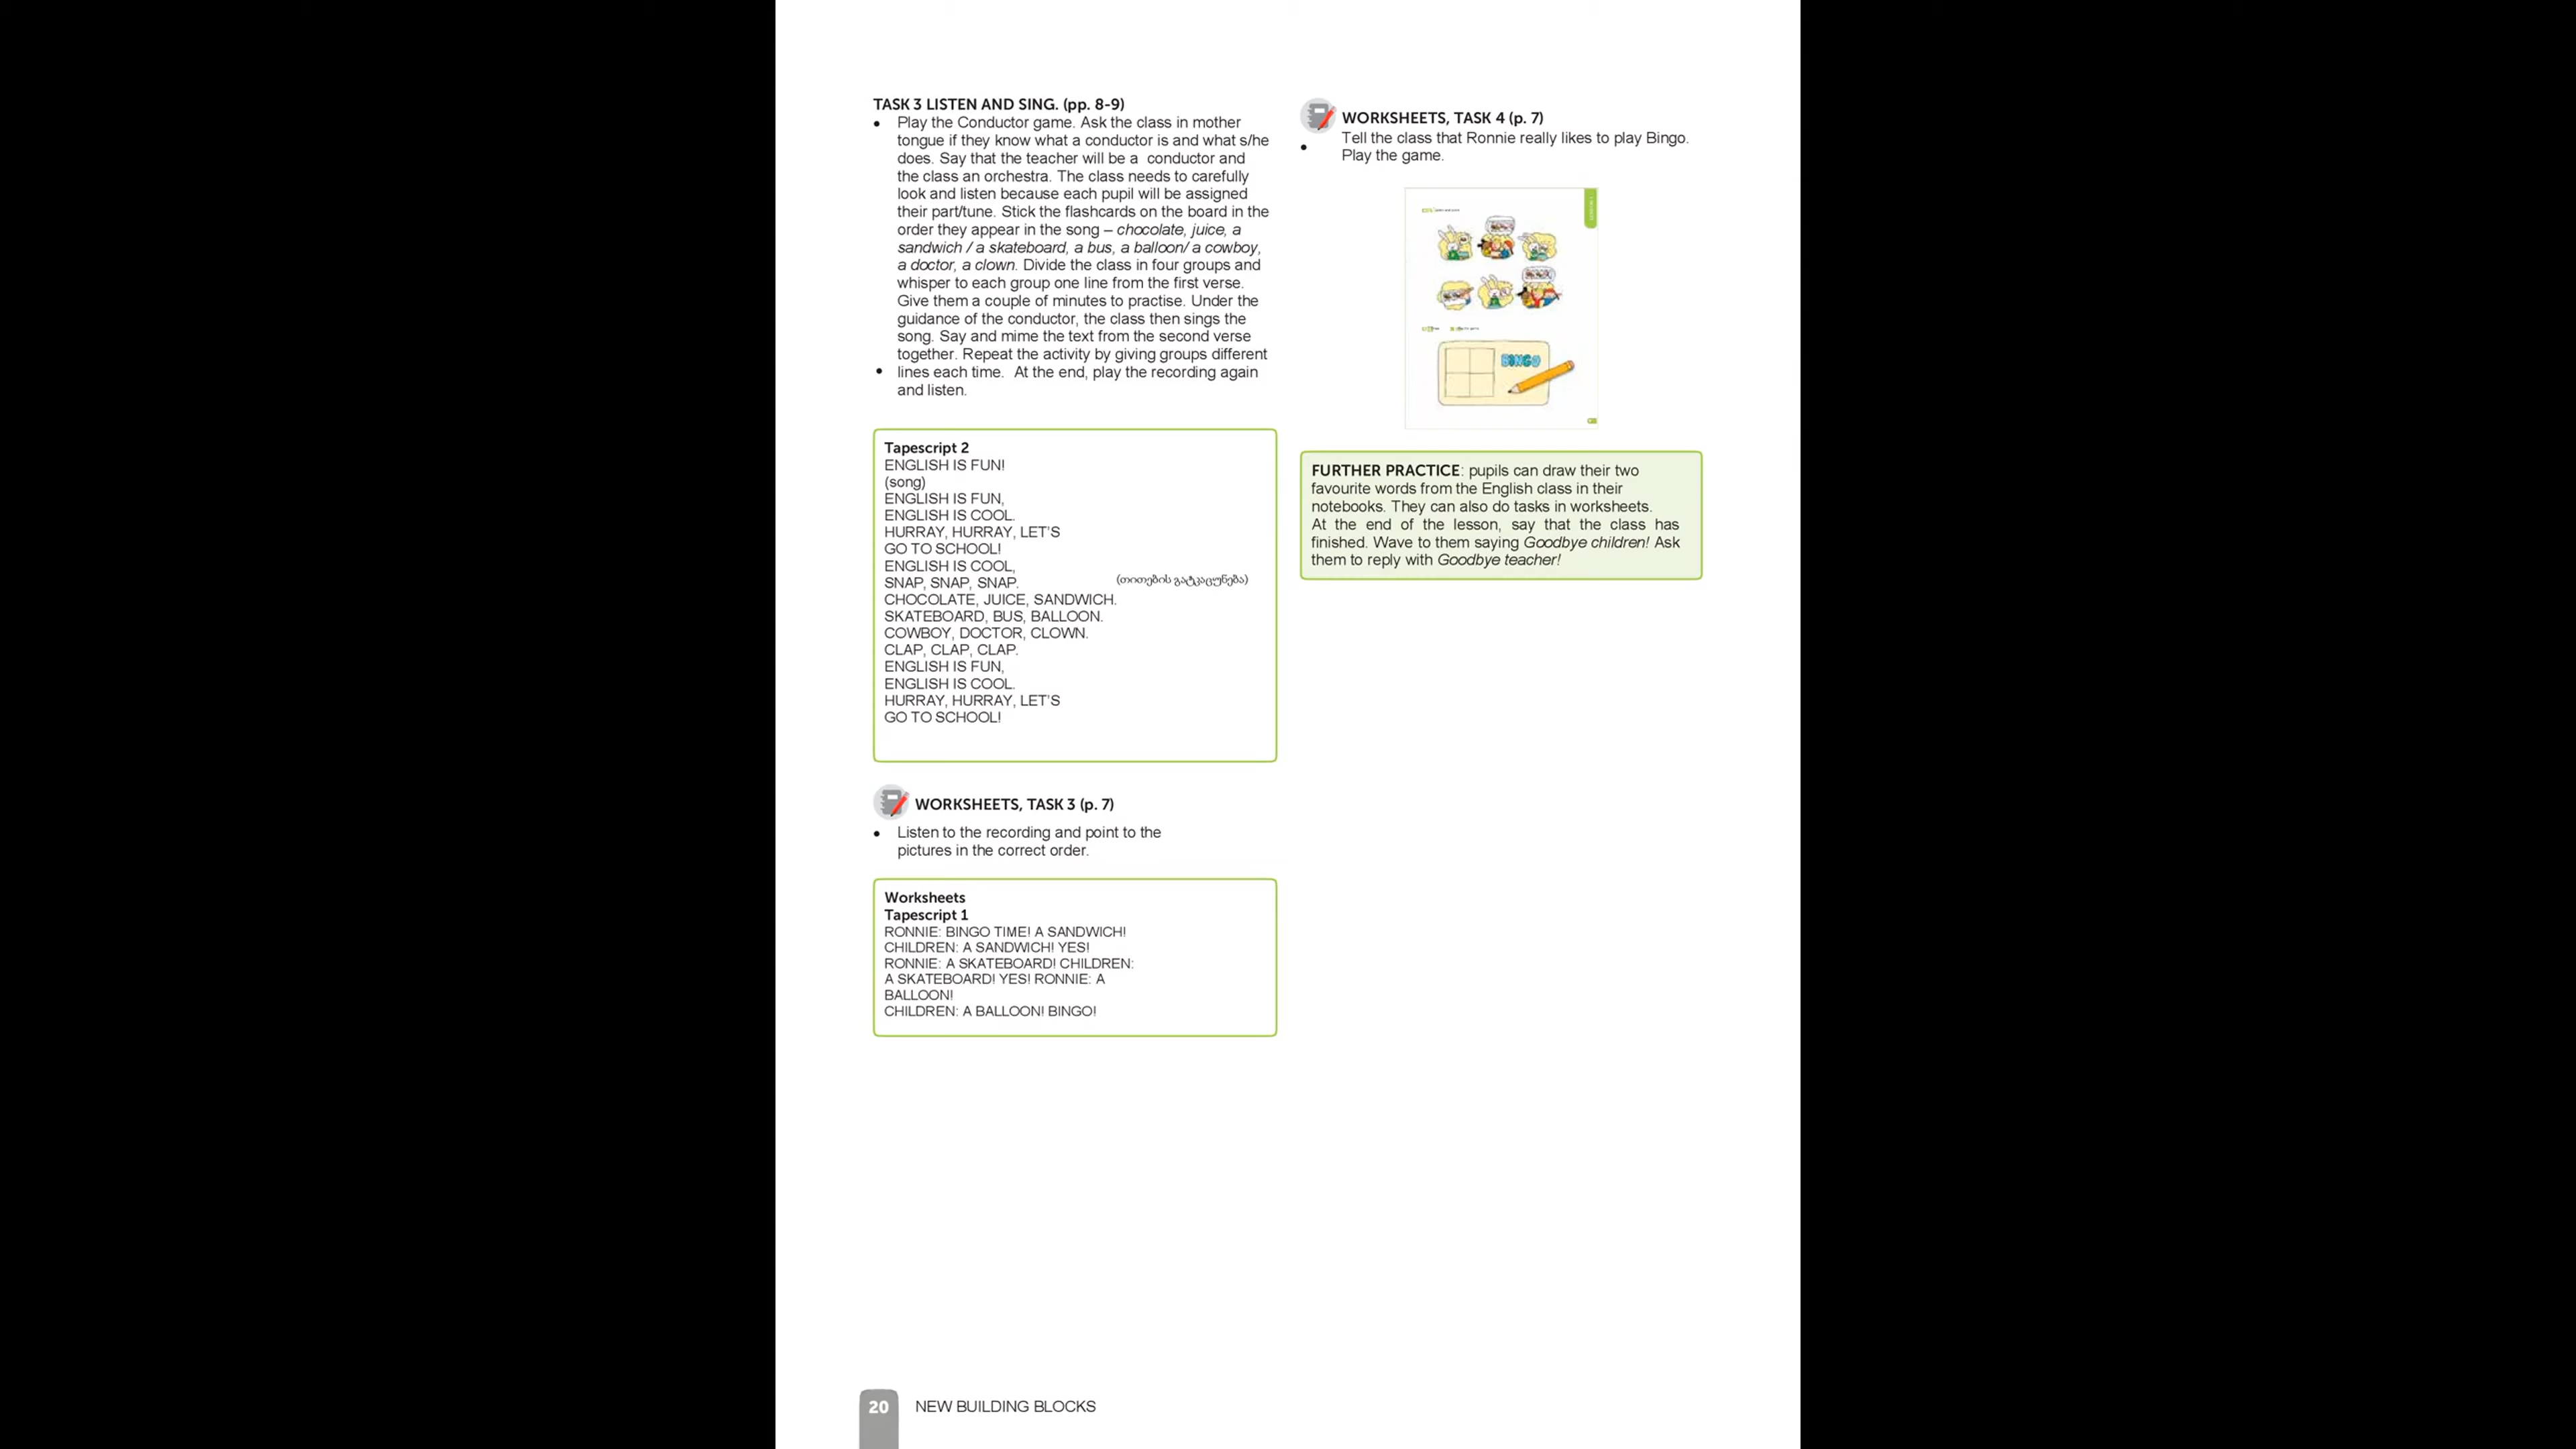 TASK 3 LISTEN AND SING. (pp. 8-9)
• Play the Conductor game. Ask the class in mother
tongue if they know what a conductor is and what s/he
does. Say that the teacher will be a conductor and
the class an orchestra. The class needs to carefully
look and listen because each pupil will be assigned
their part/tune. Stick the flashcards on the board in the
order they appear in the song – chocolate, juice, a
sandwich / a skateboard, a bus, a balloon/ a cowboy,
a doctor, a clown. Divide the class in four groups and
whisper to each group one line from the first verse.
Give them a couple of minutes to practise. Under the
guidance of the conductor, the class then sings the
song. Say and mime the text from the second verse
together. Repeat the activity by giving groups different
• lines each time. At the end, play the recording again
and listen.
Tapescript 2
ENGLISH IS FUN!
(song)
ENGLISH IS FUN,
ENGLISH IS COOL.
HURRAY, HURRAY, LET'S
GO TO SCHOOL!
ENGLISH IS COOL,
SNAP, SNAP, SNAP. (თითების გატკაცუნება)
CHOCOLATE, JUICE, SANDWICH.
SKATEBOARD, BUS, BALLOON.
COWBOY, DOCTOR, CLOWN.
CLAP, CLAP, CLAP.
ENGLISH IS FUN,
ENGLISH IS COOL.
HURRAY, HURRAY, LET'S
GO TO SCHOOL!
WORKSHEETS, TASK 3 (p. 7)
• Listen to the recording and point to the
pictures in the correct order.
Worksheets
Tapescript 1
RONNIE: BINGO TIME! A SANDWICH!
CHILDREN: A SANDWICH! YES!
RONNIE: A SKATEBOARD! CHILDREN:
A SKATEBOARD! YES! RONNIE: A
BALLOON!
CHILDREN: A BALLOON! BINGO!
WORKSHEETS, TASK 4 (p. 7)
• Tell the class that Ronnie really likes to play Bingo.
Play the game.
BINGO
FURTHER PRACTICE: pupils can draw their two
favourite words from the English class in their
notebooks. They can also do tasks in worksheets.
At the end of the lesson, say that the class has
finished. Wave to them saying Goodbye children! Ask
them to reply with Goodbye teacher!
20 NEW BUILDING BLOCKS